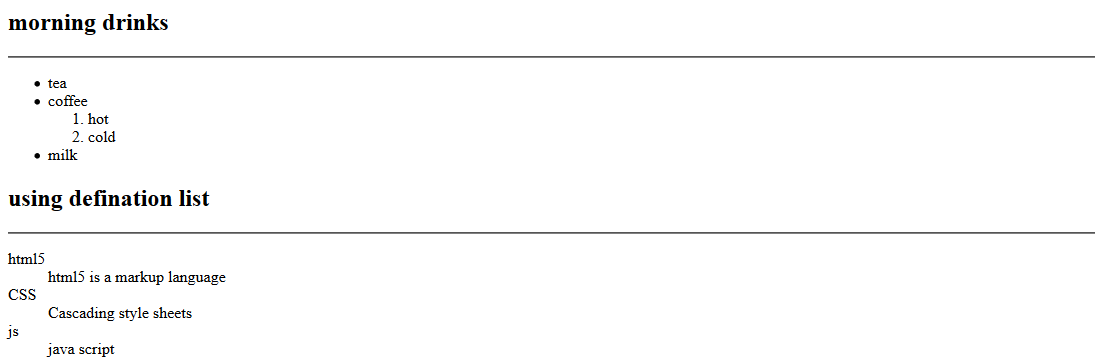 morning drinks
• tea
• coffee
1. hot
2. cold
• milk
using defination list
html5
html5 is a markup language
CSS
Cascading style sheets
js
java script